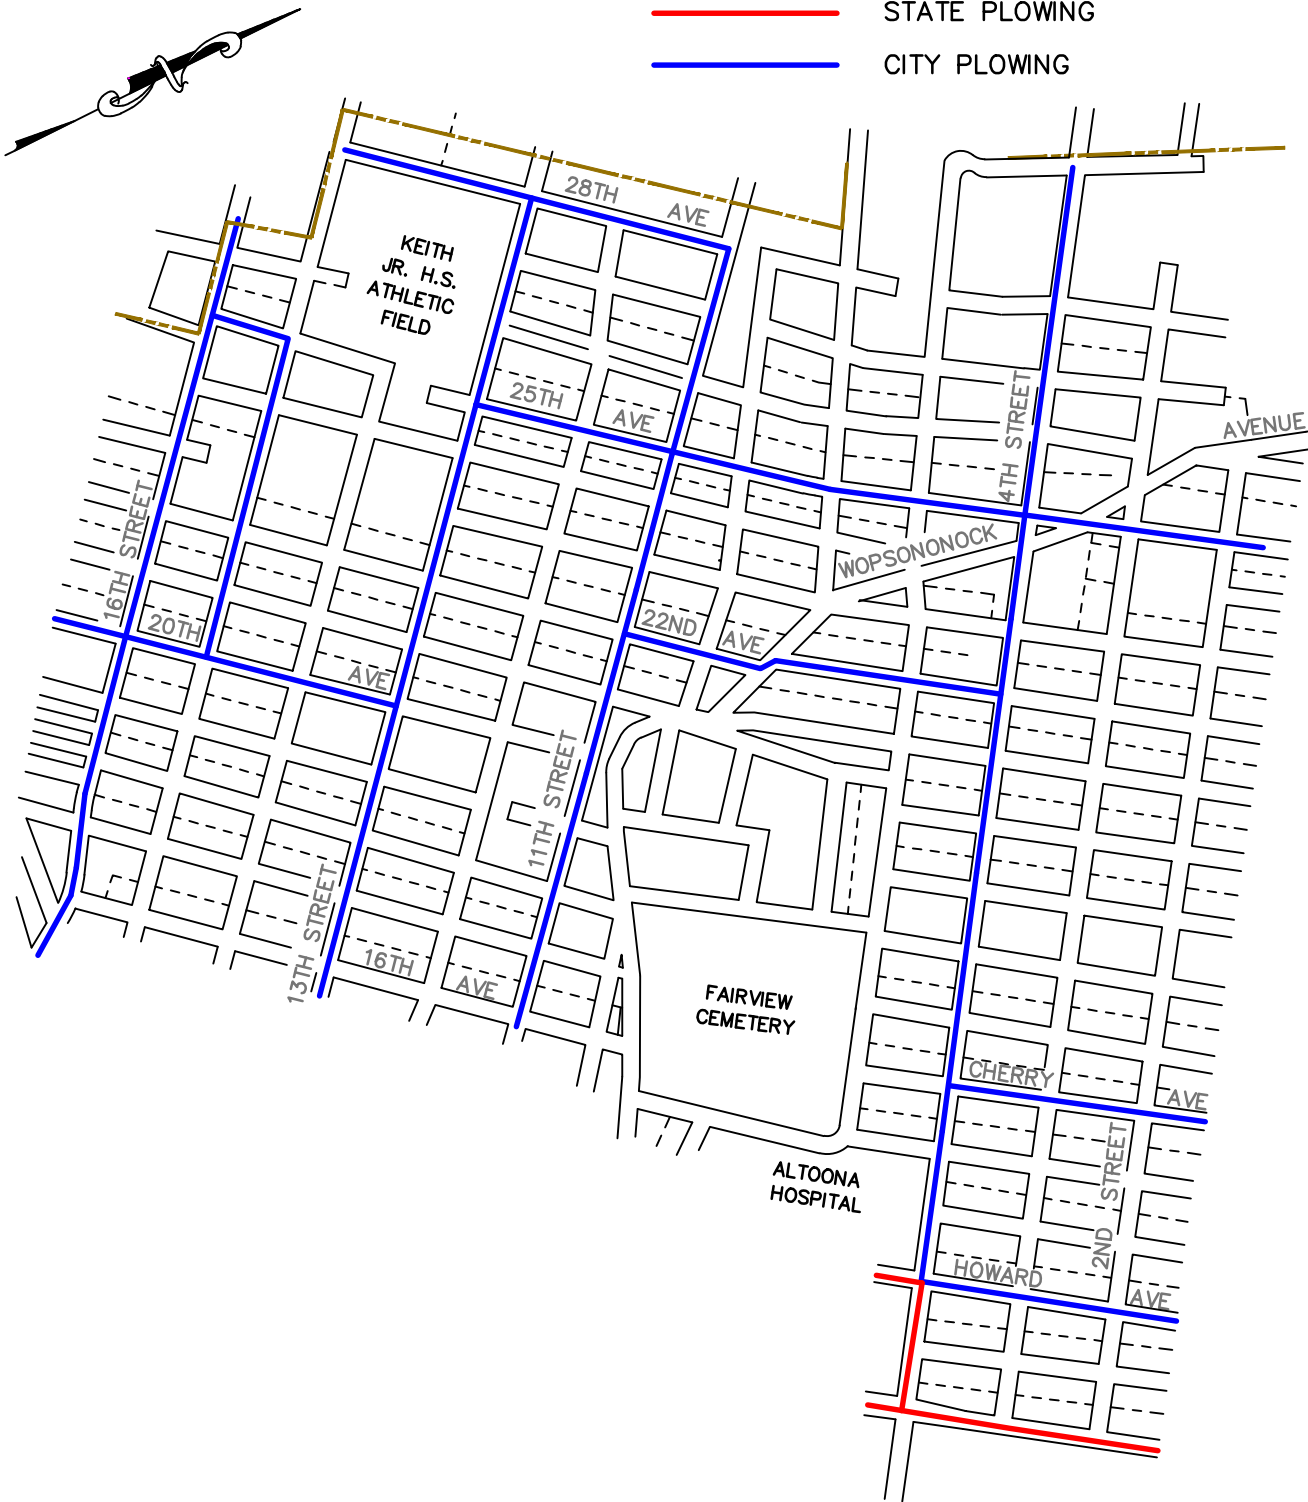 STATE PLOWING
CITY PLOWING
28TH AVE
KEITH
JR. H.S.
ATHLETIC
FIELD
25TH AVE
4TH STREET
AVENUE
WOPSONONOCK
16TH STREET
20TH AVE
22ND AVE
11TH STREET
13TH STREET
16TH AVE
FAIRVIEW
CEMETERY
CHERRY AVE
2ND STREET
ALTOONA
HOSPITAL
HOWARD AVE